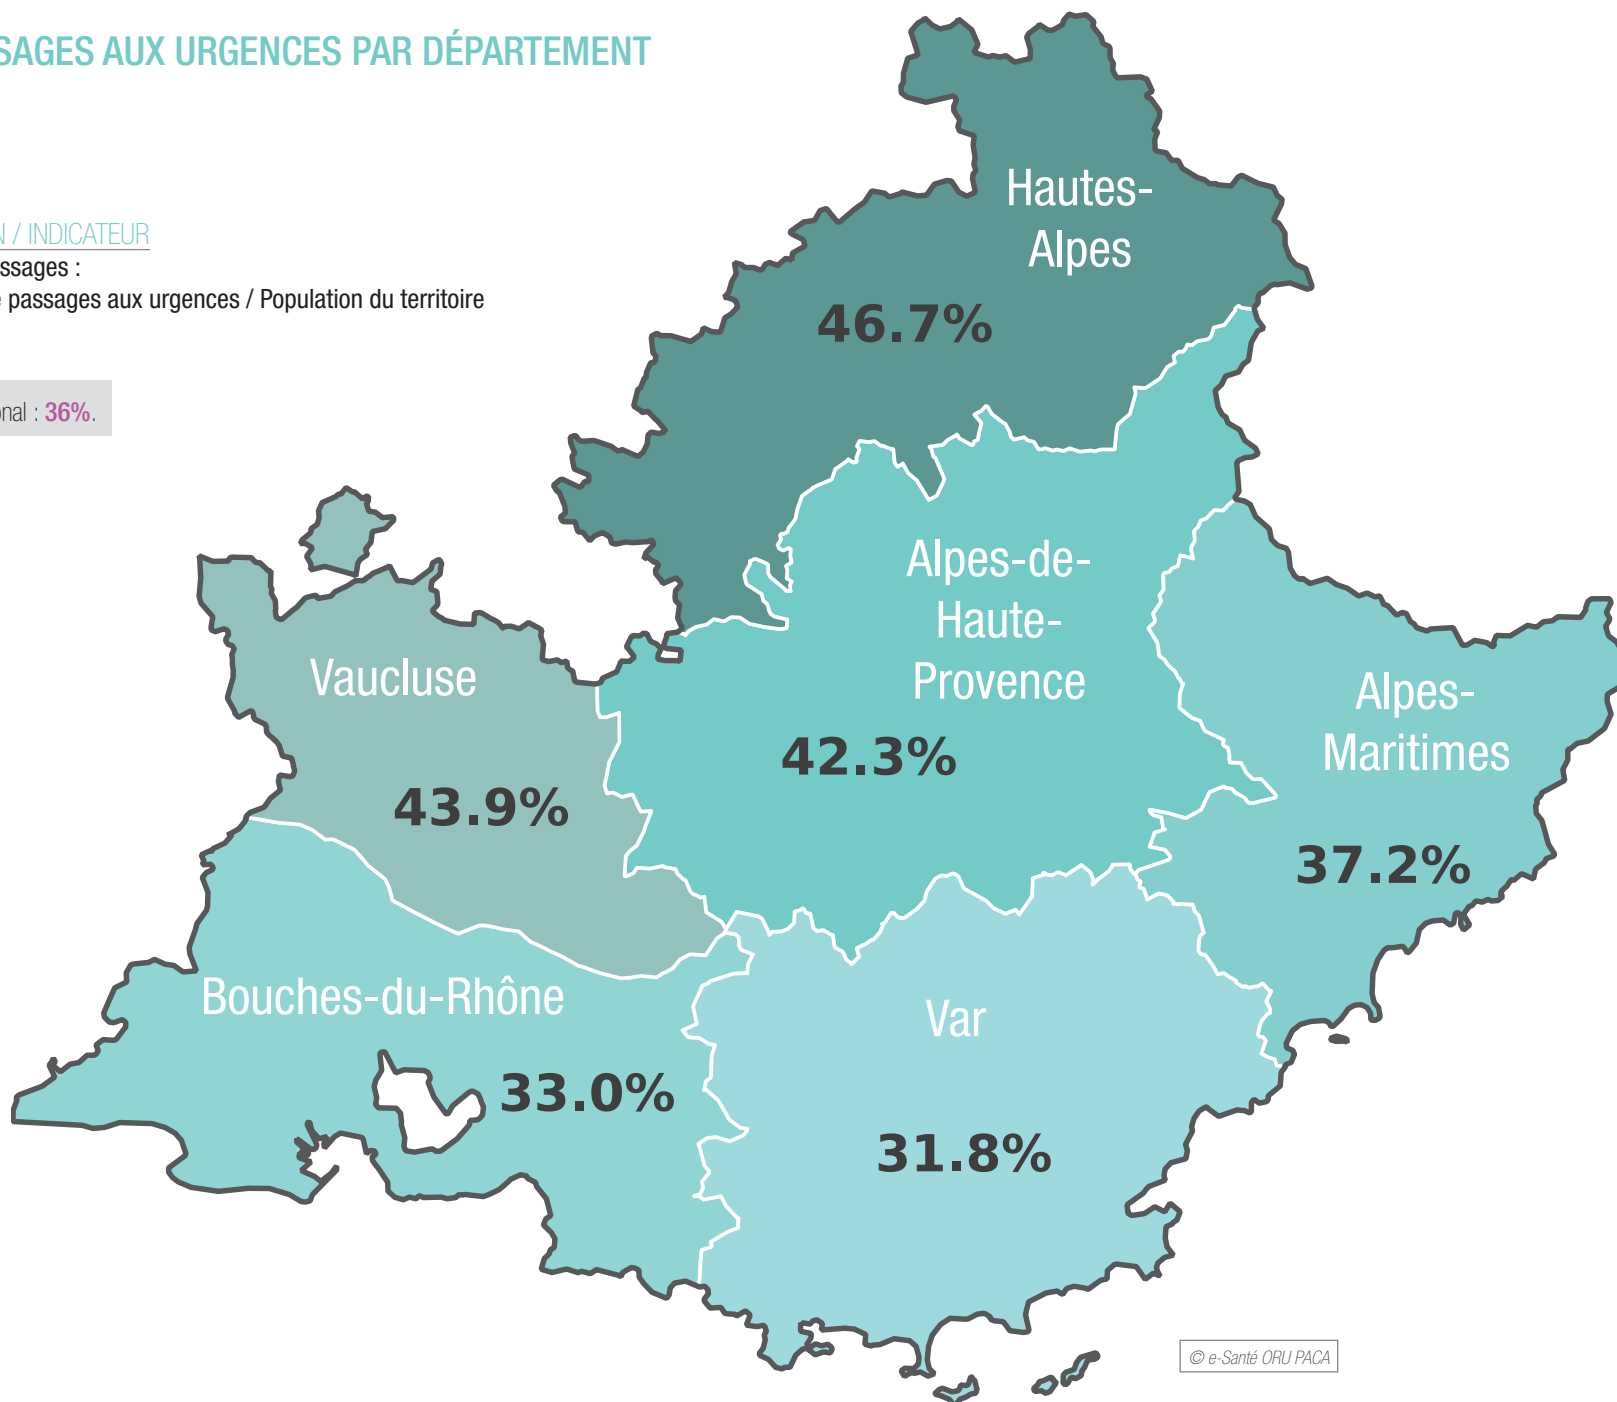 SAGES AUX URGENCES PAR DÉPARTEMENT
N / INDICATEUR
ssages :
e passages aux urgences / Population du territoire
onal : 36%.
Hautes-
Alpes
46.7%
Alpes-de-
Haute-
Provence
42.3%
Vaucluse
43.9%
Alpes-
Maritimes
37.2%
Bouches-du-Rhône
33.0%
Var
31.8%
© e-Santé ORU PACA